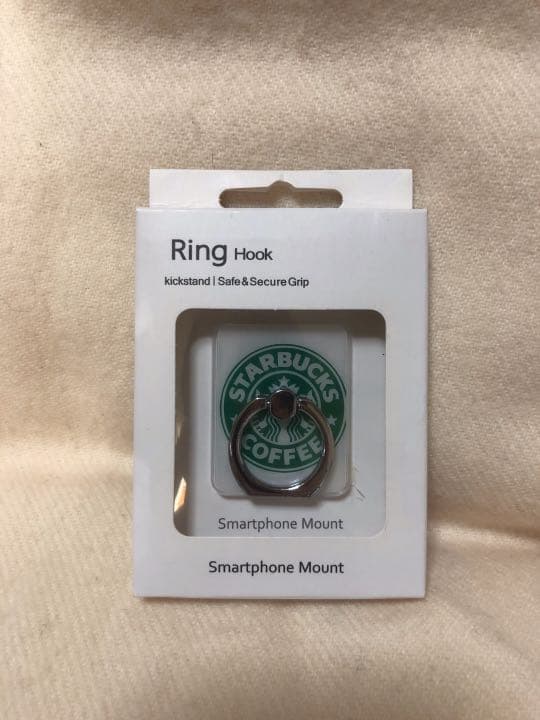 Ring Hook
kickstand | Safe & Secure Grip
STARBUCKS
COFFEE
Smartphone Mount
Smartphone Mount